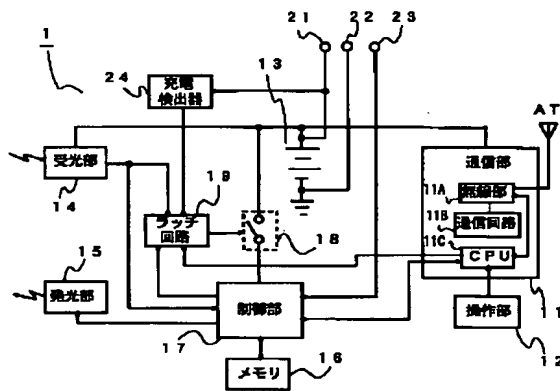 1
21
22
23
24
充電
検出器
13
AT
受光部
14
19
ラッチ
回路
18
通信部
11A
無線部
11B
通信回路
11C
CPU
11
15
発光部
制御部
17
操作部
12
メモリ
16